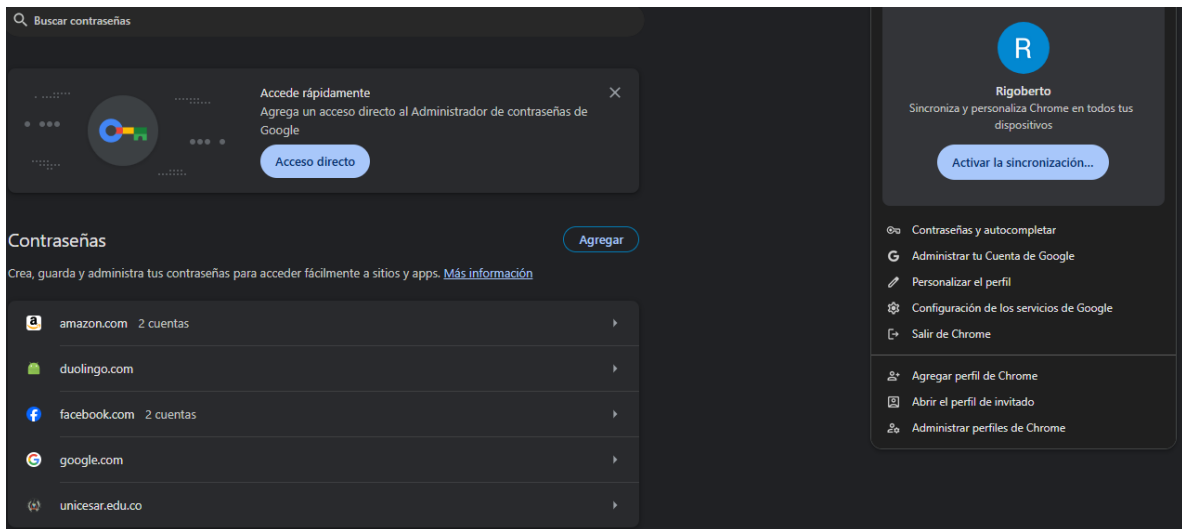 Buscar contraseñas
Accede rápidamente
Agrega un acceso directo al Administrador de contraseñas de
Google
Acceso directo
Contraseñas
Agregar
Crea, guarda y administra tus contraseñas para acceder fácilmente a sitios y apps. Más información
amazon.com 2 cuentas
duolingo.com
facebook.com 2 cuentas
google.com
unicesar.edu.co
R
Rigoberto
Sincroniza y personaliza Chrome en todos tus
dispositivos
Activar la sincronización...
Contraseñas y autocompletar
Administrar tu Cuenta de Google
Personalizar el perfil
Configuración de los servicios de Google
Salir de Chrome
Agregar perfil de Chrome
Abrir el perfil de invitado
Administrar perfiles de Chrome